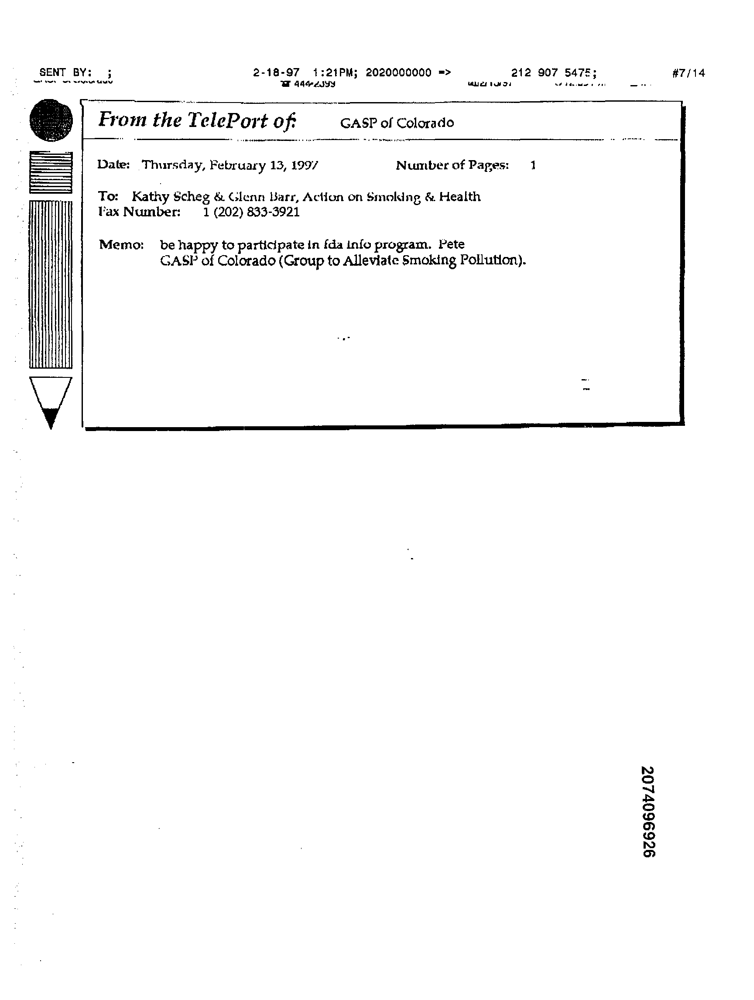 SENT BY: ; 2-18-97 1:21PM; 2020000000 => 212 907 5475; #7/14
☎ 444-2399
From the TelePort of: GASP of Colorado
Date: Thursday, February 13, 1997 Number of Pages: 1
To: Kathy Scheg & Glenn Barr, Action on Smoking & Health
Fax Number: 1 (202) 833-3921
Memo: be happy to participate in fda info program. Pete
GASP of Colorado (Group to Alleviate Smoking Pollution).
2074096926